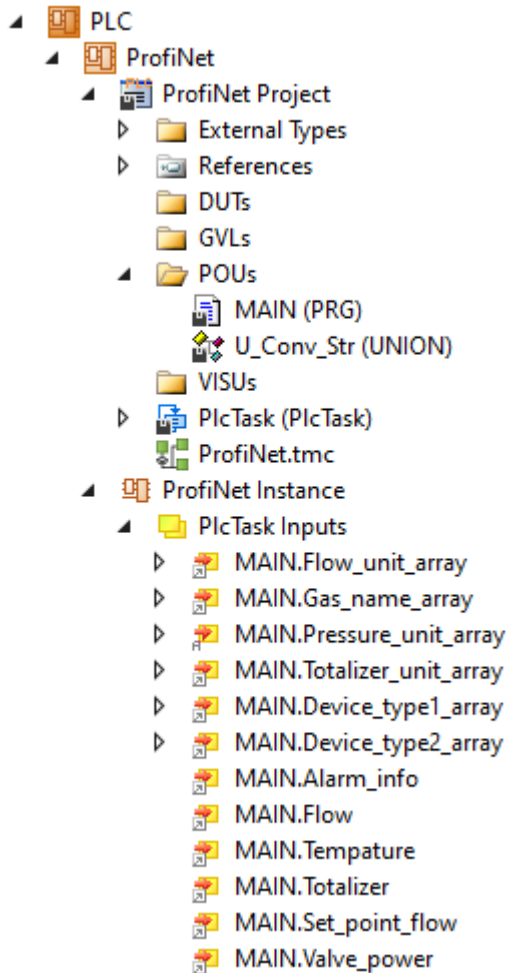 PLC
ProfiNet
ProfiNet Project
External Types
References
DUTs
GVLs
POUs
MAIN (PRG)
U_Conv_Str (UNION)
VISUs
PlcTask (PlcTask)
ProfiNet.tmc
ProfiNet Instance
PlcTask Inputs
MAIN.Flow_unit_array
MAIN.Gas_name_array
MAIN.Pressure_unit_array
MAIN.Totalizer_unit_array
MAIN.Device_type1_array
MAIN.Device_type2_array
MAIN.Alarm_info
MAIN.Flow
MAIN.Tempature
MAIN.Totalizer
MAIN.Set_point_flow
MAIN.Valve_power